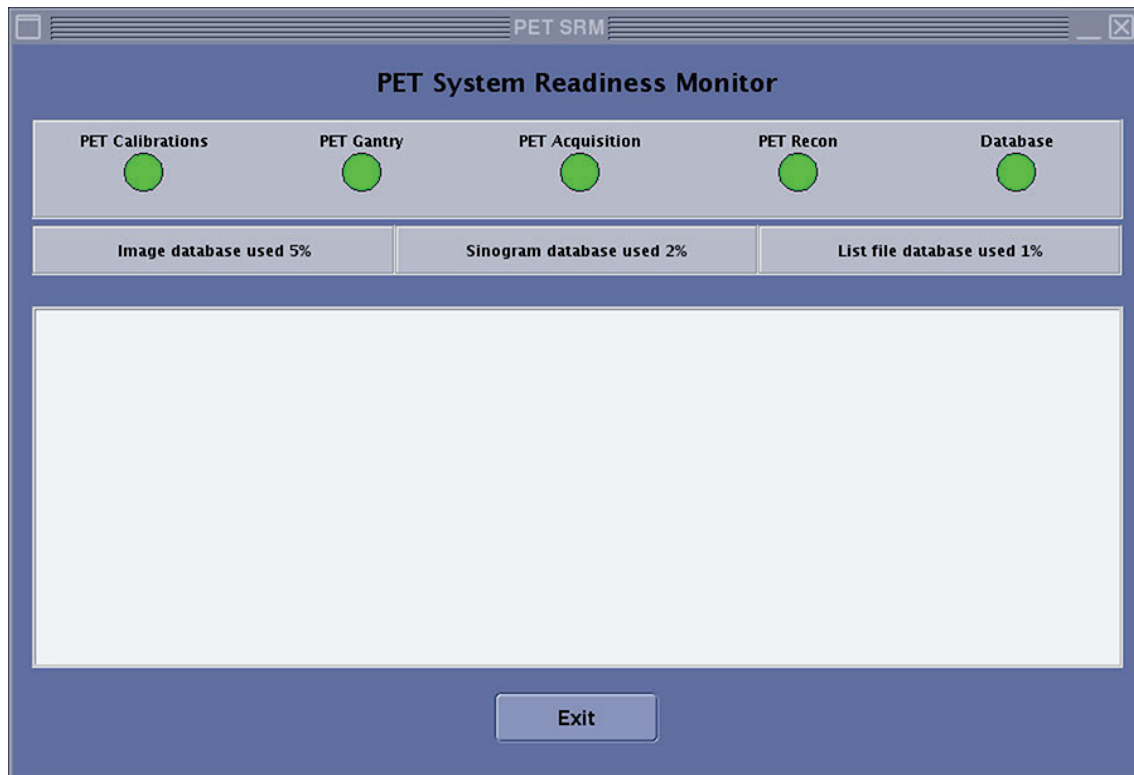 PET SRM
PET System Readiness Monitor
PET Calibrations PET Gantry PET Acquisition PET Recon Database
Image database used 5% Sinogram database used 2% List file database used 1%
Exit